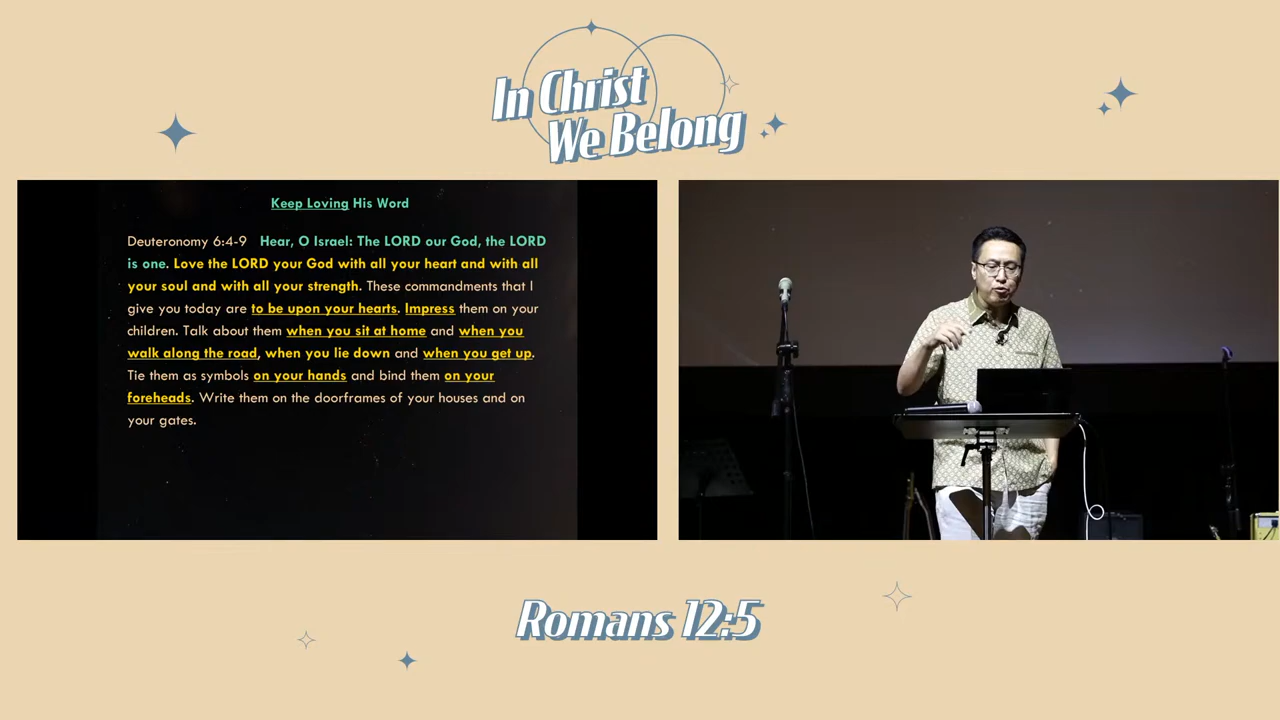 In Christ
We Belong
Keep Loving His Word
Deuteronomy 6:4-9 Hear, O Israel: The LORD our God, the LORD
is one. Love the LORD your God with all your heart and with all
your soul and with all your strength. These commandments that I
give you today are to be upon your hearts. Impress them on your
children. Talk about them when you sit at home and when you
walk along the road, when you lie down and when you get up.
Tie them as symbols on your hands and bind them on your
foreheads. Write them on the doorframes of your houses and on
your gates.
Romans 12:5